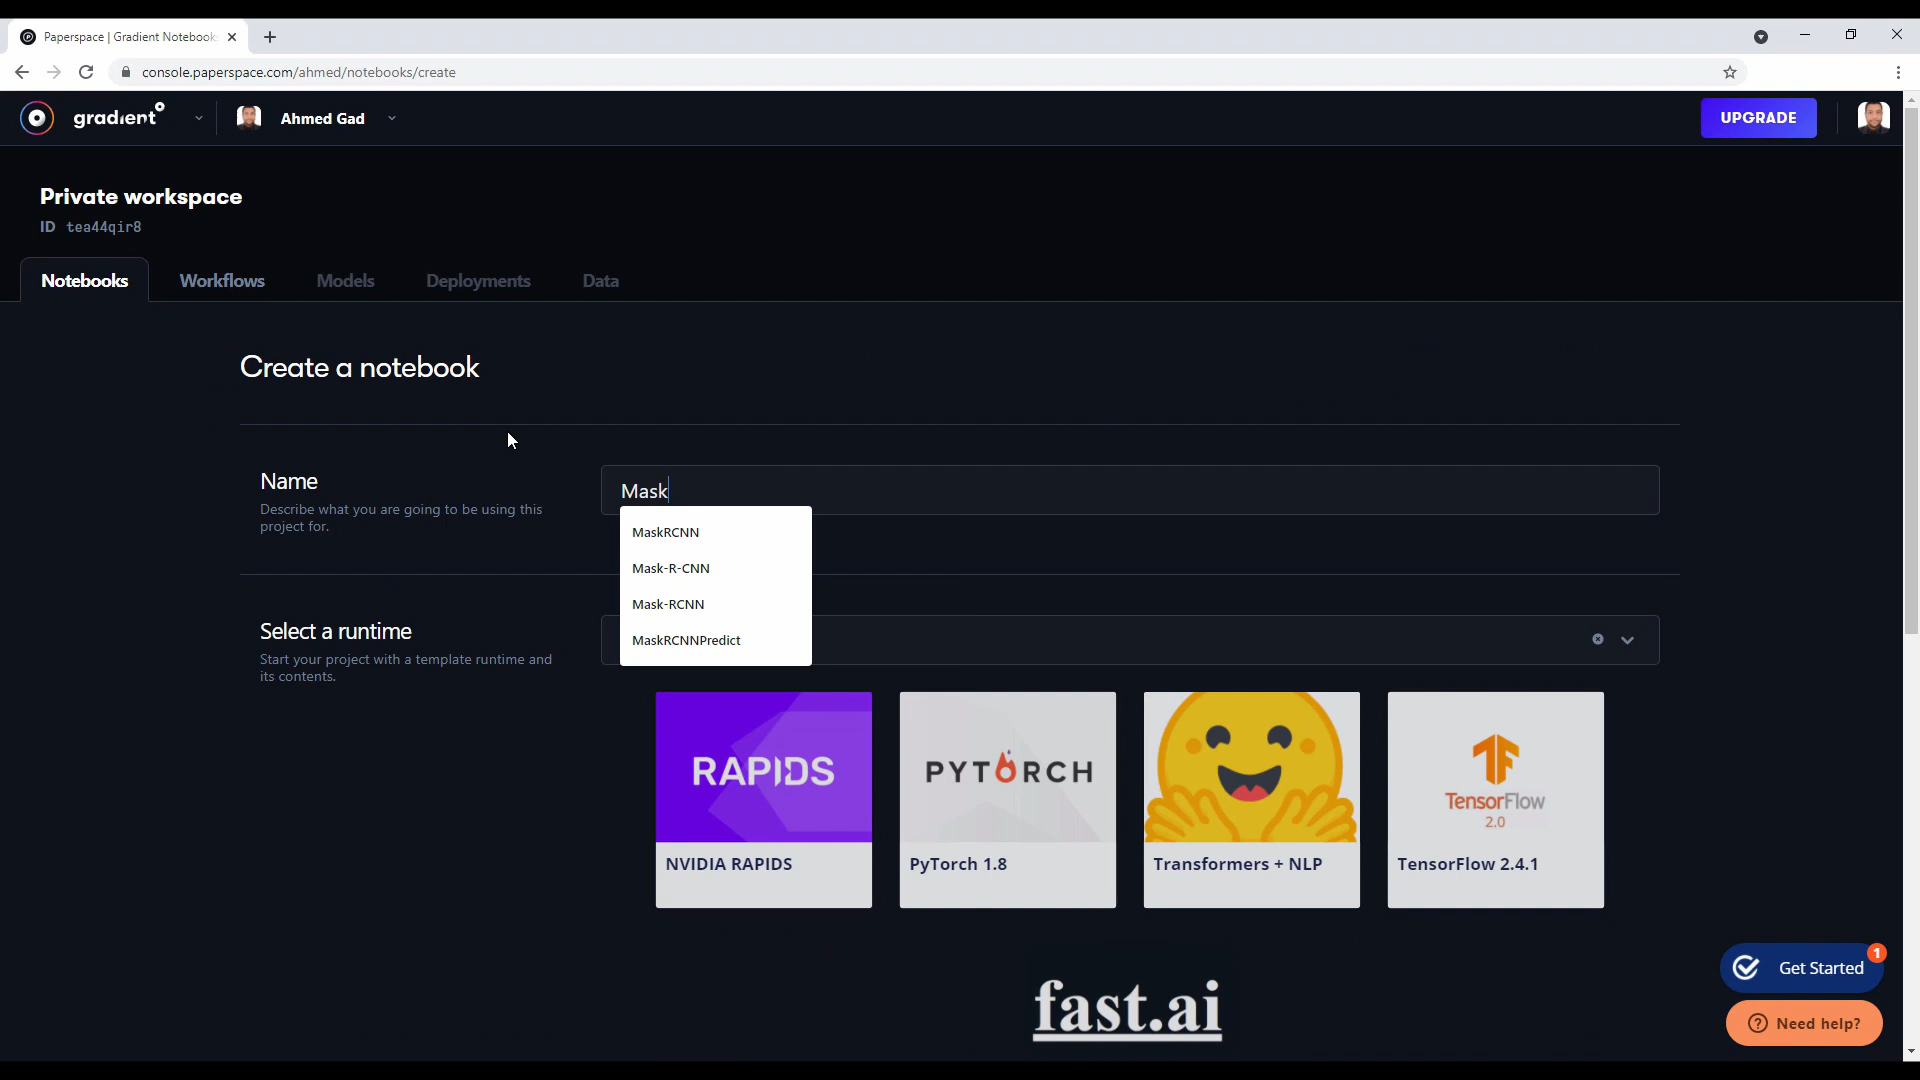 Paperspace | Gradient Notebook
console.paperspace.com/ahmed/notebooks/create
gradient
Ahmed Gad
UPGRADE
Private workspace
ID tea44qir8
Notebooks
Workflows
Models
Deployments
Data
Create a notebook
Name
Describe what you are going to be using this
project for.
Mask
MaskRCNN
Mask-R-CNN
Mask-RCNN
MaskRCNNPredict
Select a runtime
Start your project with a template runtime and
its contents.
RAPIDS
NVIDIA RAPIDS
PYTORCH
PyTorch 1.8
Transformers + NLP
TensorFlow
2.0
TensorFlow 2.4.1
fast.ai
1
Get Started
Need help?